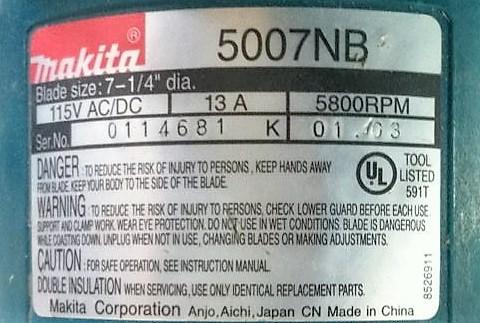 Makita® 5007NB
Blade size: 7-1/4" dia.
115V AC/DC 13 A 5800RPM
Ser.No. 0114681 K 01.03
DANGER : TO REDUCE THE RISK OF INJURY TO PERSONS, KEEP HANDS AWAY
FROM BLADE. KEEP YOUR BODY TO THE SIDE OF THE BLADE.
UL® TOOL
LISTED
591T
WARNING : TO REDUCE THE RISK OF INJURY TO PERSONS, CHECK LOWER GUARD BEFORE EACH USE.
SUPPORT AND CLAMP WORK. WEAR EYE PROTECTION. DO NOT USE IN WET CONDITIONS. BLADE IS DANGEROUS
WHILE COASTING DOWN. UNPLUG WHEN NOT IN USE, CHANGING BLADES OR MAKING ADJUSTMENTS.
CAUTION : FOR SAFE OPERATION, SEE INSTRUCTION MANUAL.
DOUBLE INSULATION WHEN SERVICING, USE ONLY IDENTICAL REPLACEMENT PARTS.
Makita Corporation Anjo, Aichi, Japan CN Made in China
8526911